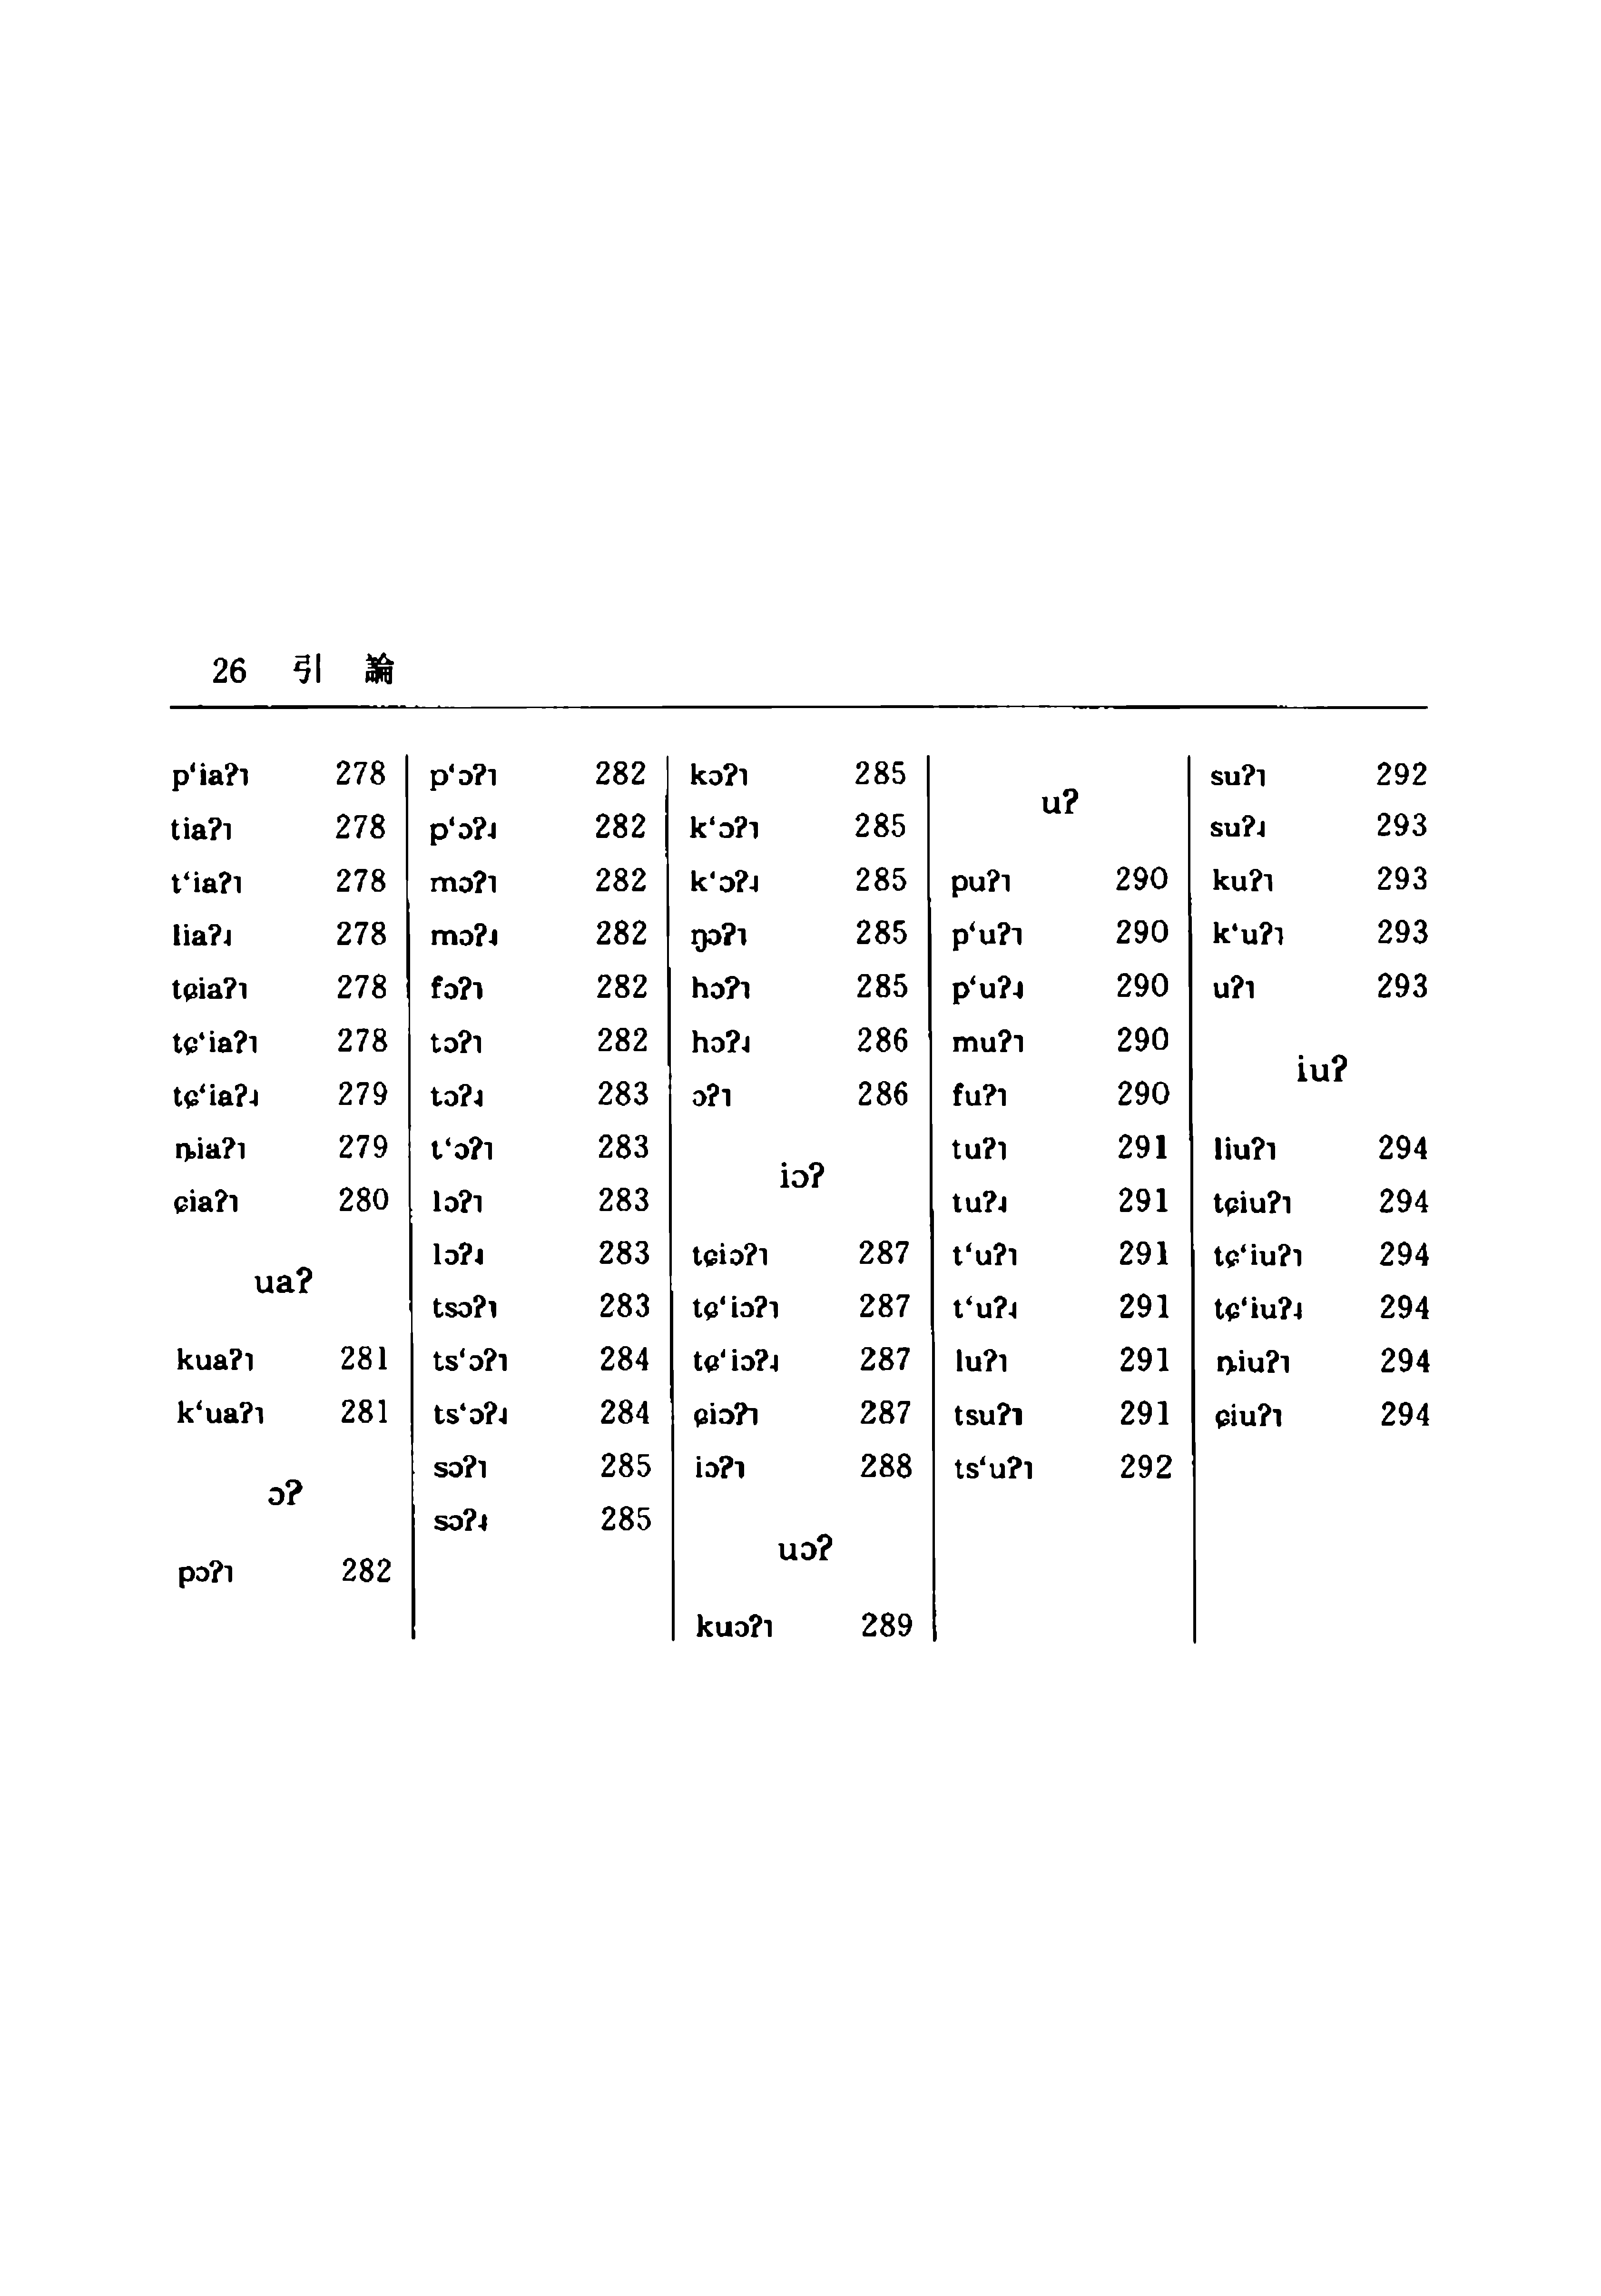 26 引 論
p‘iaʔ˥ 278
tiaʔ˥ 278
t‘iaʔ˥ 278
liaʔ˨ 278
tɕiaʔ˥ 278
tɕ‘iaʔ˥ 278
tɕ‘iaʔ˨ 279
ȵiaʔ˥ 279
ɕiaʔ˥ 280
uaʔ
kuaʔ˥ 281
k‘uaʔ˥ 281
ɔʔ
pɔʔ˥ 282
p‘ɔʔ˥ 282
p‘ɔʔ˨ 282
mɔʔ˥ 282
mɔʔ˨ 282
fɔʔ˥ 282
tɔʔ˥ 282
tɔʔ˨ 283
t‘ɔʔ˥ 283
lɔʔ˥ 283
lɔʔ˨ 283
tsɔʔ˥ 283
ts‘ɔʔ˥ 284
ts‘ɔʔ˨ 284
sɔʔ˥ 285
sɔʔ˨ 285
kɔʔ˥ 285
k‘ɔʔ˥ 285
k‘ɔʔ˨ 285
ŋɔʔ˥ 285
hɔʔ˥ 285
hɔʔ˨ 286
ɔʔ˥ 286
iɔʔ
tɕiɔʔ˥ 287
tɕ‘iɔʔ˥ 287
tɕ‘iɔʔ˨ 287
ɕiɔʔ˥ 287
iɔʔ˥ 288
uɔʔ
kuɔʔ˥ 289
uʔ
puʔ˥ 290
p‘uʔ˥ 290
p‘uʔ˨ 290
muʔ˥ 290
fuʔ˥ 290
tuʔ˥ 291
tuʔ˨ 291
t‘uʔ˥ 291
t‘uʔ˨ 291
luʔ˥ 291
tsuʔ˥ 291
ts‘uʔ˥ 292
suʔ˥ 292
suʔ˨ 293
kuʔ˥ 293
k‘uʔ˥ 293
uʔ˥ 293
iuʔ
liuʔ˥ 294
tɕiuʔ˥ 294
tɕ‘iuʔ˥ 294
tɕ‘iuʔ˨ 294
ȵiuʔ˥ 294
ɕiuʔ˥ 294